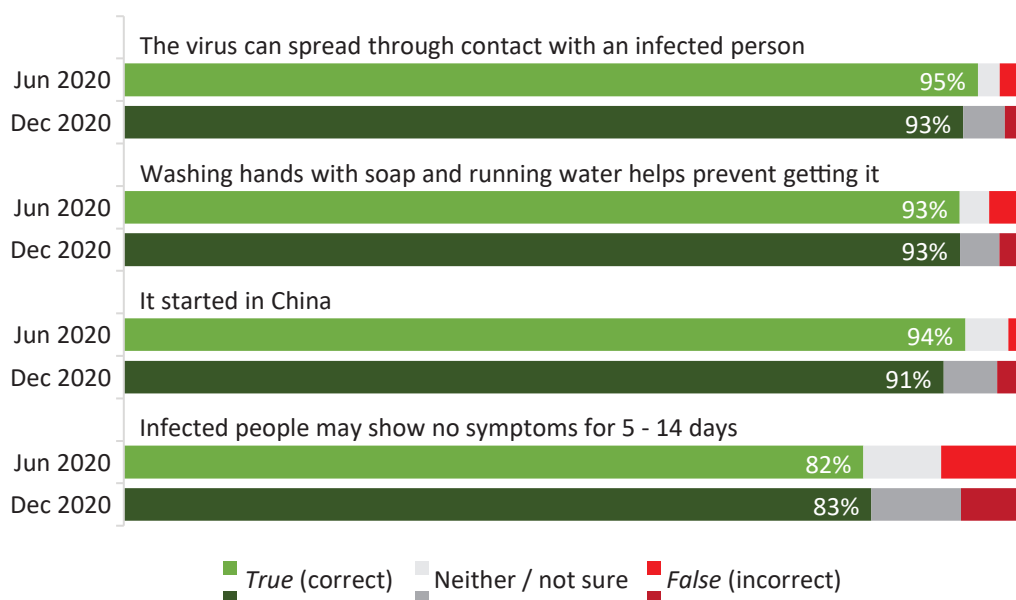 The virus can spread through contact with an infected person
Jun 2020 95%
Dec 2020 93%
Washing hands with soap and running water helps prevent getting it
Jun 2020 93%
Dec 2020 93%
It started in China
Jun 2020 94%
Dec 2020 91%
Infected people may show no symptoms for 5 - 14 days
Jun 2020 82%
Dec 2020 83%
True (correct) Neither / not sure False (incorrect)